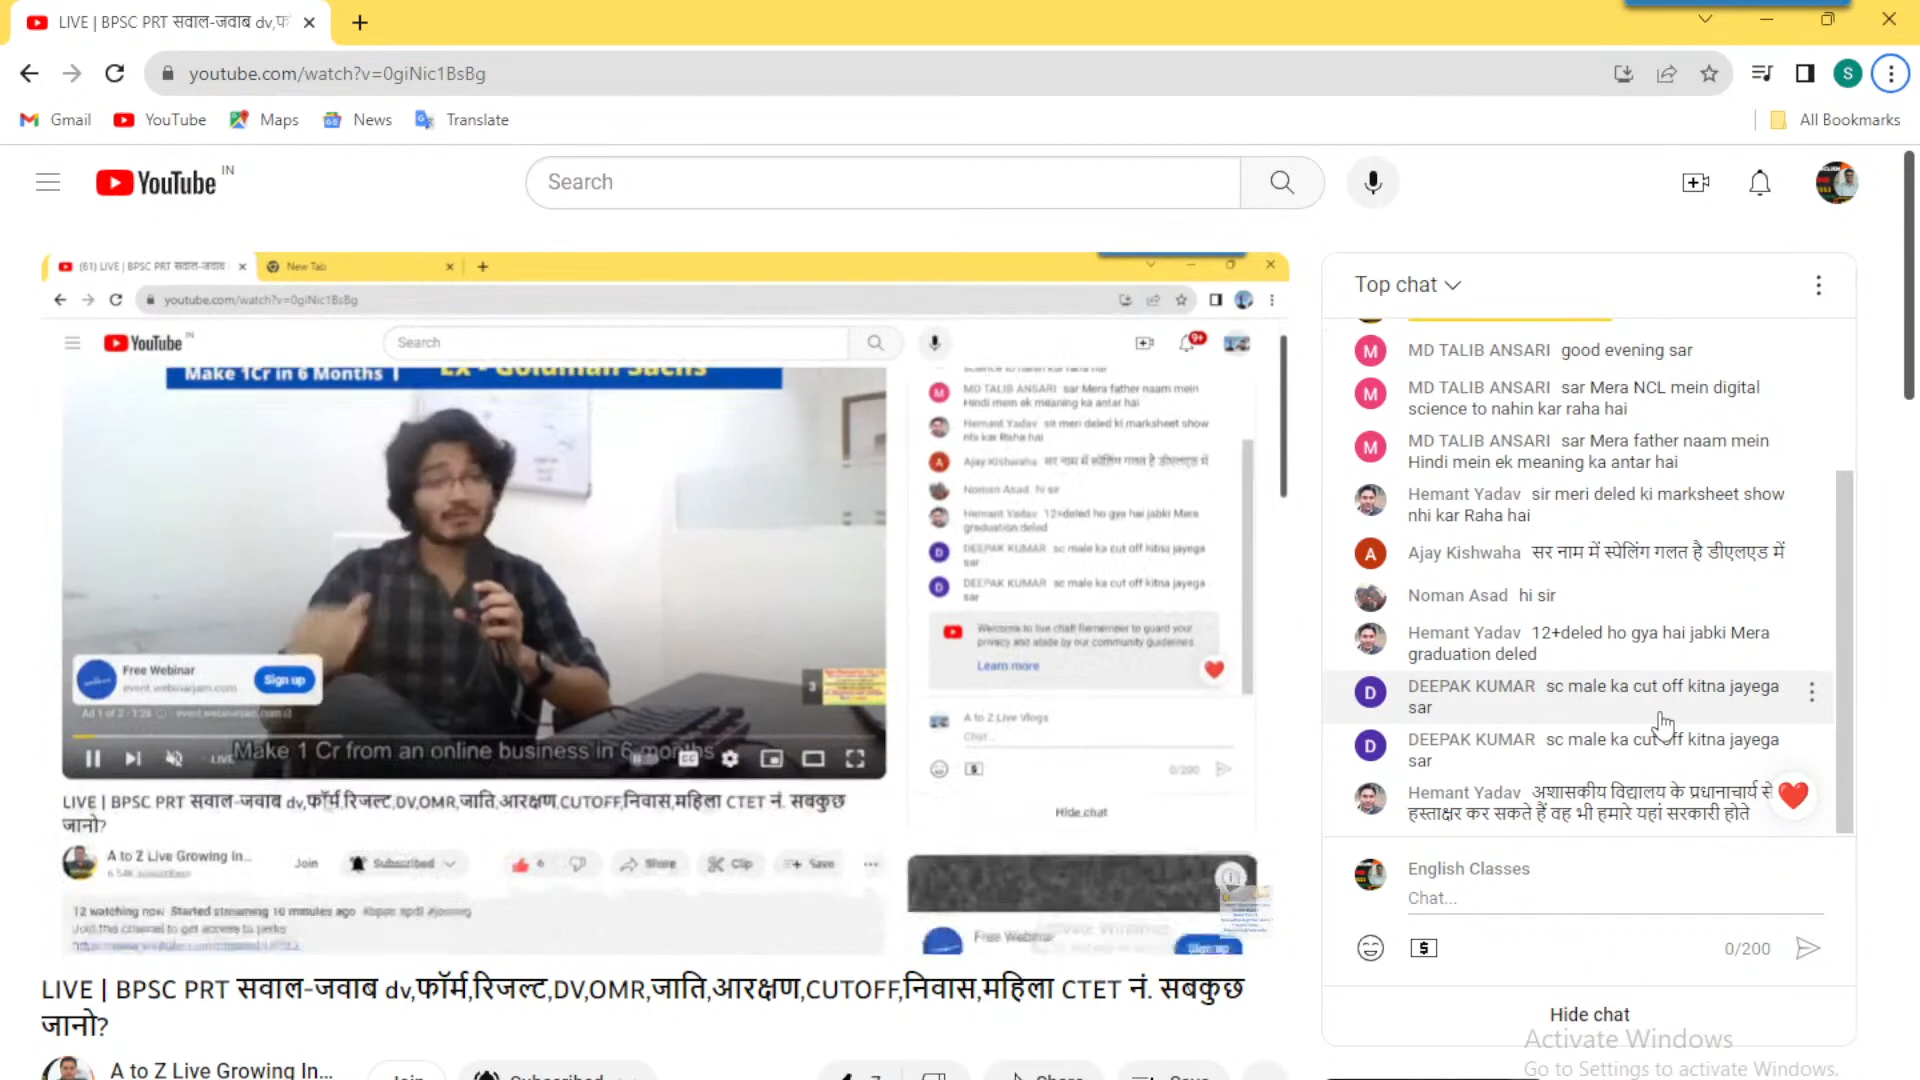 LIVE | BPSC PRT सवाल-जवाब dv,फॉ
youtube.com/watch?v=0giNic1BsBg
S
Gmail YouTube Maps News Translate
All Bookmarks
YouTube IN
Search
(61) LIVE | BPSC PRT सवाल-जवाब
New Tab
youtube.com/watch?v=0giNic1BsBg
YouTube IN
Search
9+
Make 1Cr in 6 Months | Ex - Goldman Sachs
Free Webinar
event.webinarjam.com
Sign up
Ad 1 of 2 · 1:28
3
LIVE
Make 1 Cr from an online business in 6 months
LIVE | BPSC PRT सवाल-जवाब dv,फॉर्म,रिजल्ट,DV,OMR,जाति,आरक्षण,CUTOFF,निवास,महिला CTET नं. सबकुछ
जानो?
A to Z Live Growing In...
Join
Subscribed
6
Share
Clip
Save
12 watching now Started streaming 10 minutes ago
Join this channel to get access to perks
MD TALIB ANSARI sar Mera father naam mein
Hindi mein ek meaning ka antar hai
Hemant Yadav sir meri deled ki marksheet show
nhi kar Raha hai
Ajay Kishwaha सर नाम में स्पेलिंग गलत है डीएलएड में
Noman Asad hi sir
Hemant Yadav 12+deled ho gya hai jabki Mera
graduation deled
D DEEPAK KUMAR sc male ka cut off kitna jayega
sar
D DEEPAK KUMAR sc male ka cut off kitna jayega
sar
Welcome to live chat! Remember to guard your
privacy and abide by our community guidelines
Learn more
A to Z Live Vlogs
Chat...
0/200
Hide chat
Free Webinar
Sign up
LIVE | BPSC PRT सवाल-जवाब dv,फॉर्म,रिजल्ट,DV,OMR,जाति,आरक्षण,CUTOFF,निवास,महिला CTET नं. सबकुछ
जानो?
A to Z Live Growing In...
Join
Subscribed
7
Share
Save
Top chat
M MD TALIB ANSARI good evening sar
M MD TALIB ANSARI sar Mera NCL mein digital
science to nahin kar raha hai
M MD TALIB ANSARI sar Mera father naam mein
Hindi mein ek meaning ka antar hai
Hemant Yadav sir meri deled ki marksheet show
nhi kar Raha hai
A Ajay Kishwaha सर नाम में स्पेलिंग गलत है डीएलएड में
Noman Asad hi sir
Hemant Yadav 12+deled ho gya hai jabki Mera
graduation deled
D DEEPAK KUMAR sc male ka cut off kitna jayega
sar
D DEEPAK KUMAR sc male ka cut off kitna jayega
sar
Hemant Yadav अशासकीय विद्यालय के प्रधानाचार्य से
हस्ताक्षर कर सकते हैं वह भी हमारे यहां सरकारी होते
English Classes
Chat...
0/200
Hide chat
Activate Windows
Go to Settings to activate Windows.